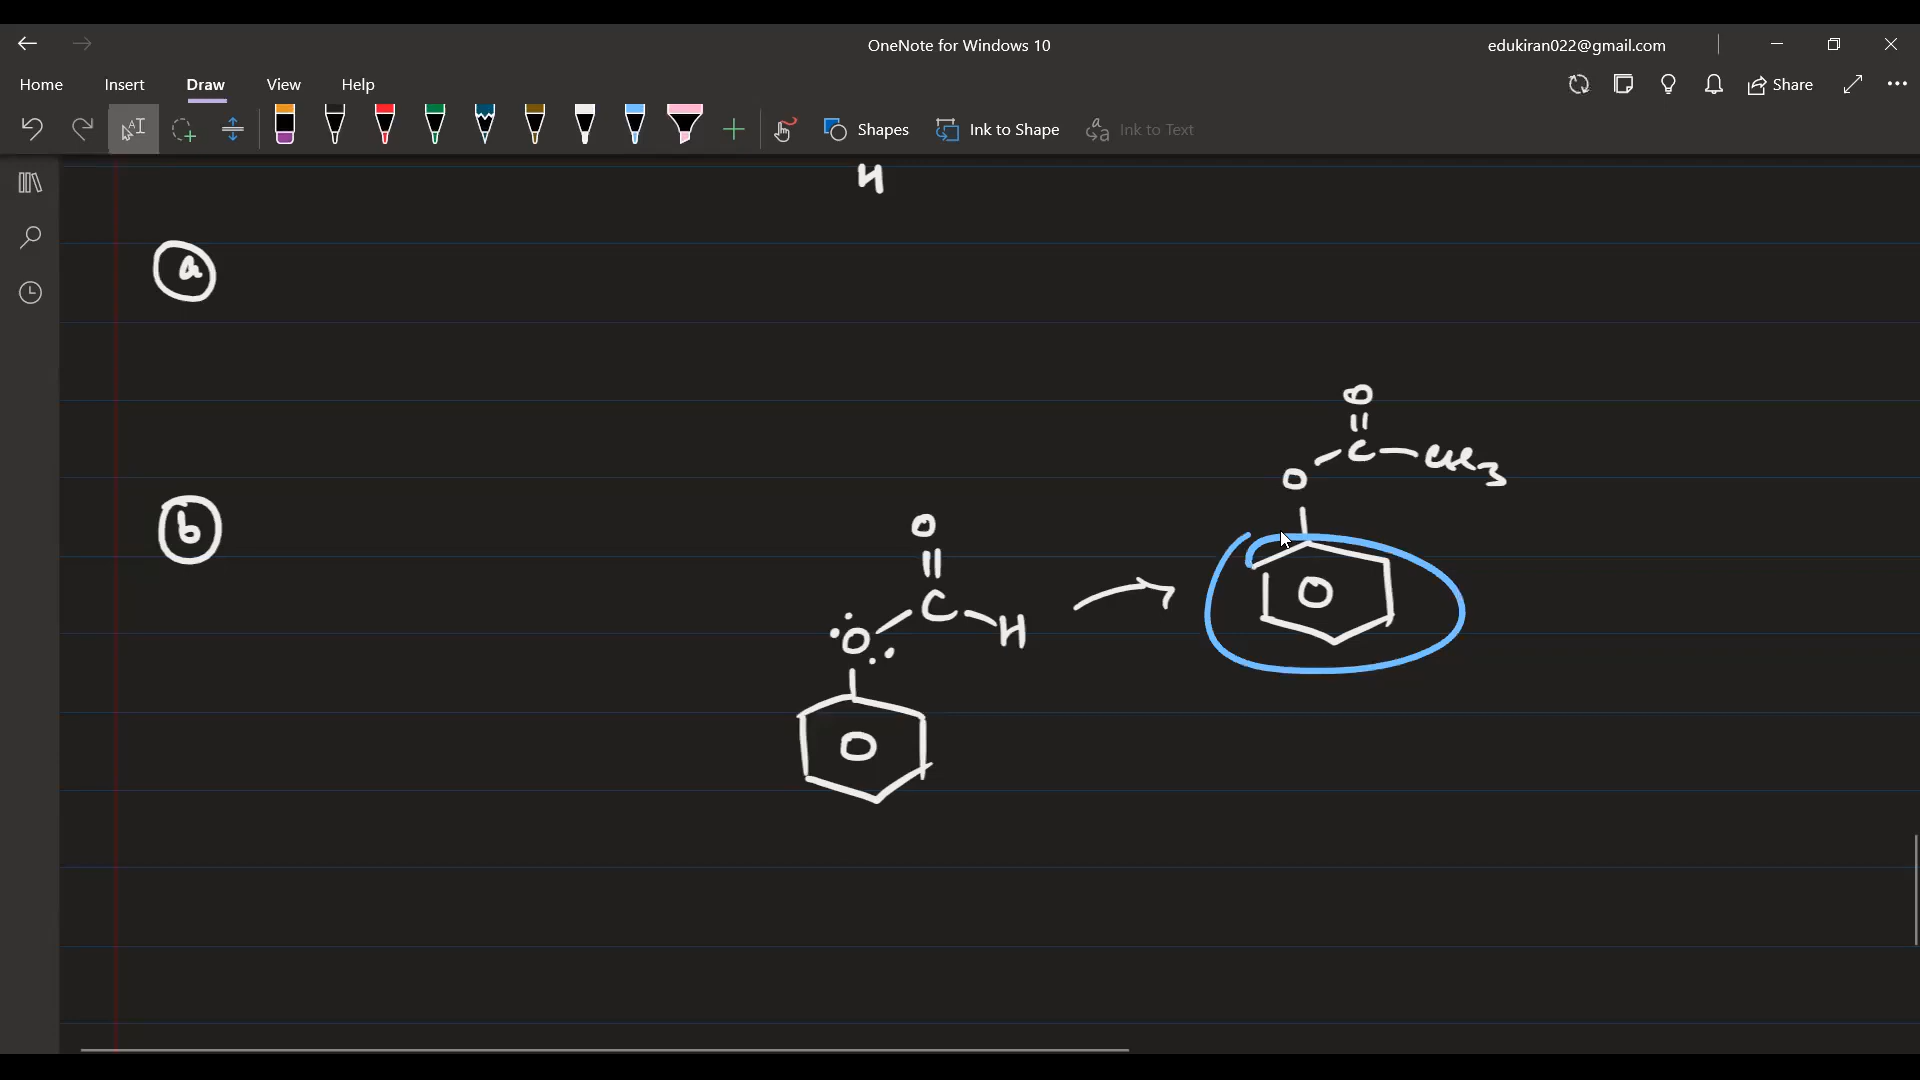 OneNote for Windows 10
edukiran022@gmail.com
Home Insert Draw View Help
Share
Shapes Ink to Shape Ink to Text
H
a
O
C CH3
O
b
O
C
O H